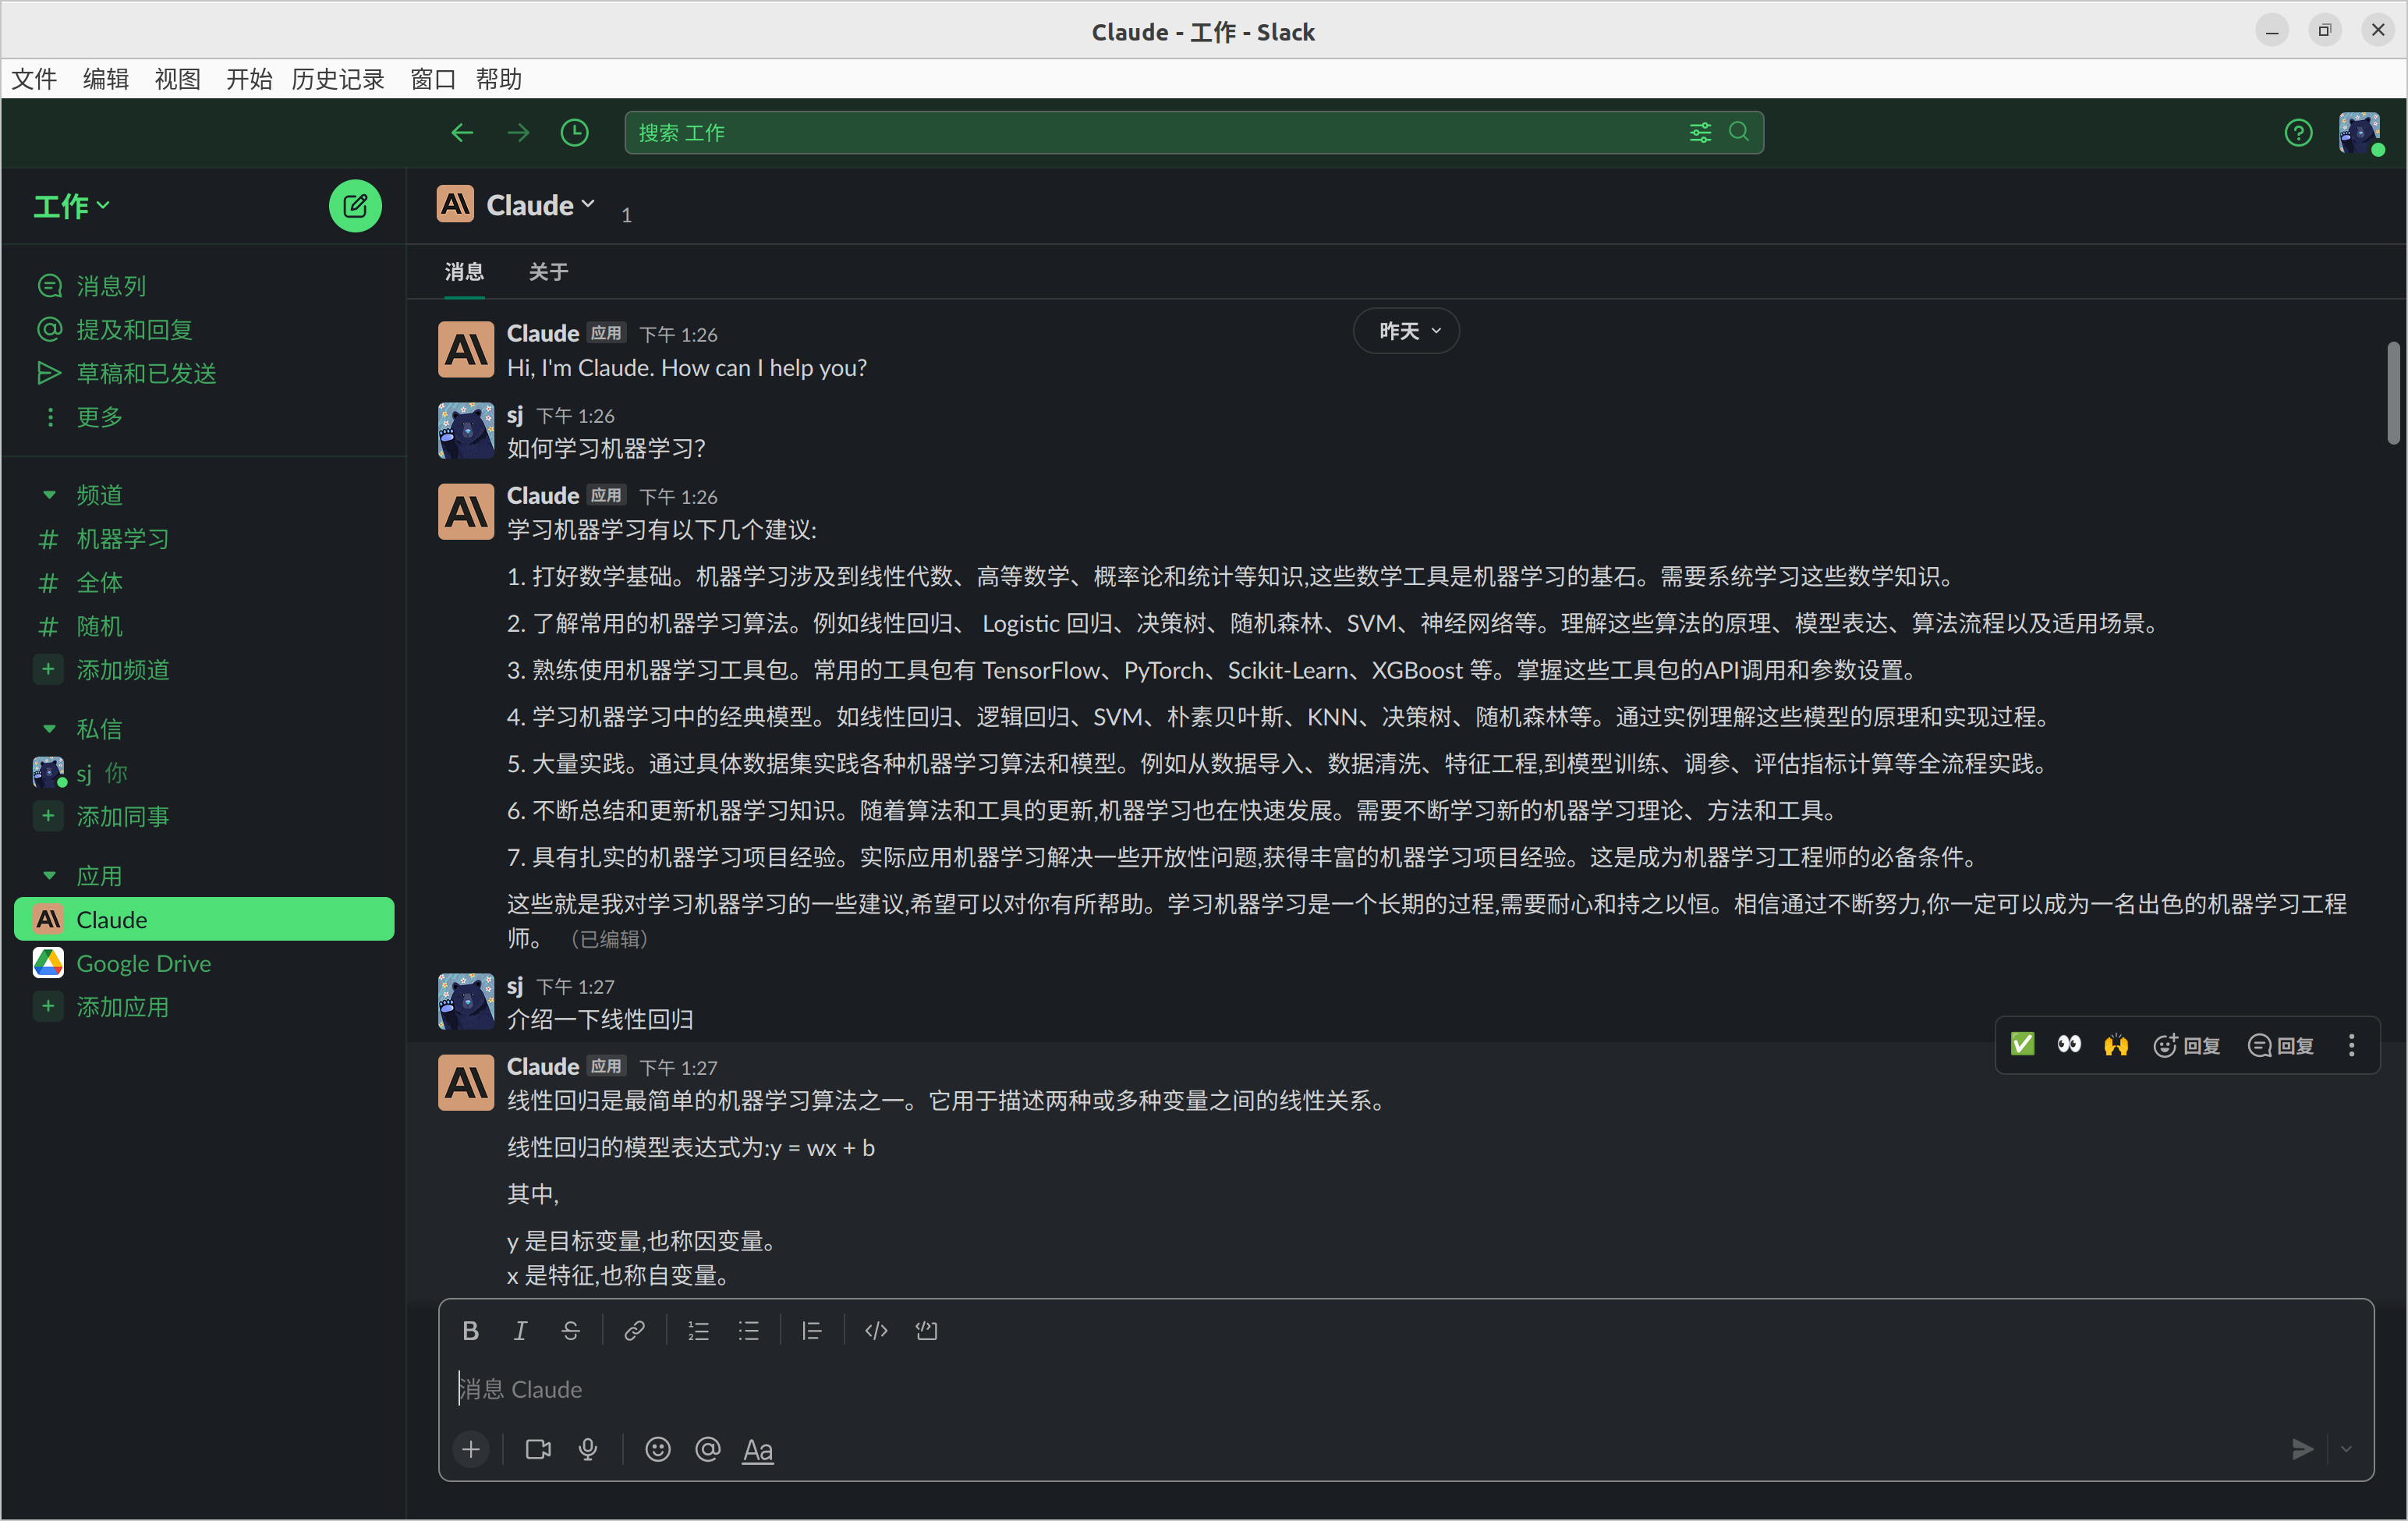 Claude - 工作 - Slack
文件 编辑 视图 开始 历史记录 窗口 帮助
搜索 工作
工作
Claude
1
消息列
提及和回复
草稿和已发送
更多
频道
# 机器学习
# 全体
# 随机
+ 添加频道
私信
sj 你
+ 添加同事
应用
Claude
Google Drive
+ 添加应用
消息 关于
昨天
Claude 应用 下午 1:26
Hi, I'm Claude. How can I help you?
sj 下午 1:26
如何学习机器学习?
Claude 应用 下午 1:26
学习机器学习有以下几个建议:
1. 打好数学基础。机器学习涉及到线性代数、高等数学、概率论和统计等知识,这些数学工具是机器学习的基石。需要系统学习这些数学知识。
2. 了解常用的机器学习算法。例如线性回归、 Logistic 回归、决策树、随机森林、SVM、神经网络等。理解这些算法的原理、模型表达、算法流程以及适用场景。
3. 熟练使用机器学习工具包。常用的工具包有 TensorFlow、PyTorch、Scikit-Learn、XGBoost 等。掌握这些工具包的API调用和参数设置。
4. 学习机器学习中的经典模型。如线性回归、逻辑回归、SVM、朴素贝叶斯、KNN、决策树、随机森林等。通过实例理解这些模型的原理和实现过程。
5. 大量实践。通过具体数据集实践各种机器学习算法和模型。例如从数据导入、数据清洗、特征工程,到模型训练、调参、评估指标计算等全流程实践。
6. 不断总结和更新机器学习知识。随着算法和工具的更新,机器学习也在快速发展。需要不断学习新的机器学习理论、方法和工具。
7. 具有扎实的机器学习项目经验。实际应用机器学习解决一些开放性问题,获得丰富的机器学习项目经验。这是成为机器学习工程师的必备条件。
这些就是我对学习机器学习的一些建议,希望可以对你有所帮助。学习机器学习是一个长期的过程,需要耐心和持之以恒。相信通过不断努力,你一定可以成为一名出色的机器学习工程
师。 （已编辑）
sj 下午 1:27
介绍一下线性回归
回复 回复
Claude 应用 下午 1:27
线性回归是最简单的机器学习算法之一。它用于描述两种或多种变量之间的线性关系。
线性回归的模型表达式为:y = wx + b
其中,
y 是目标变量,也称因变量。
x 是特征,也称自变量。
B I S
消息 Claude
Aa